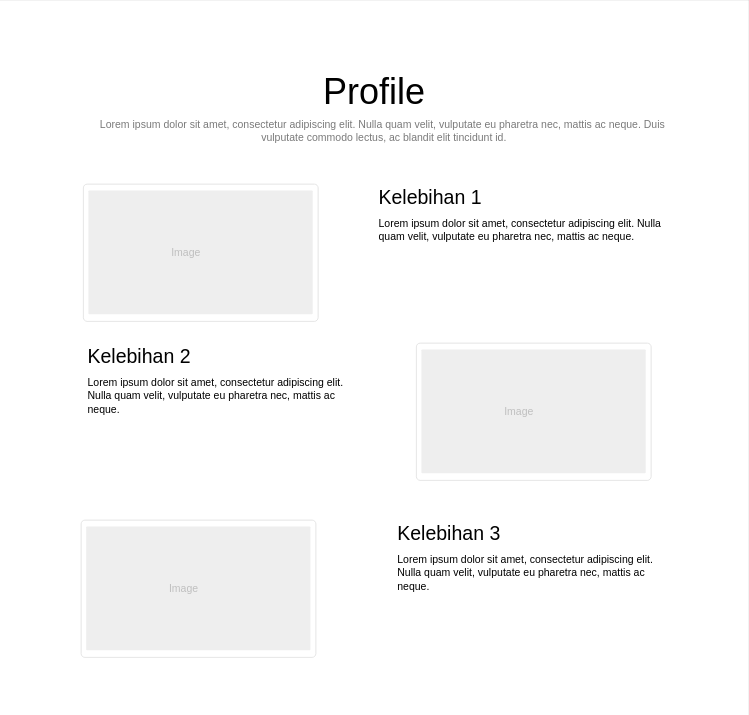 Profile
Lorem ipsum dolor sit amet, consectetur adipiscing elit. Nulla quam velit, vulputate eu pharetra nec, mattis ac neque. Duis
vulputate commodo lectus, ac blandit elit tincidunt id.
Image
Kelebihan 1
Lorem ipsum dolor sit amet, consectetur adipiscing elit. Nulla
quam velit, vulputate eu pharetra nec, mattis ac neque.
Kelebihan 2
Lorem ipsum dolor sit amet, consectetur adipiscing elit.
Nulla quam velit, vulputate eu pharetra nec, mattis ac
neque.
Image
Image
Kelebihan 3
Lorem ipsum dolor sit amet, consectetur adipiscing elit.
Nulla quam velit, vulputate eu pharetra nec, mattis ac
neque.